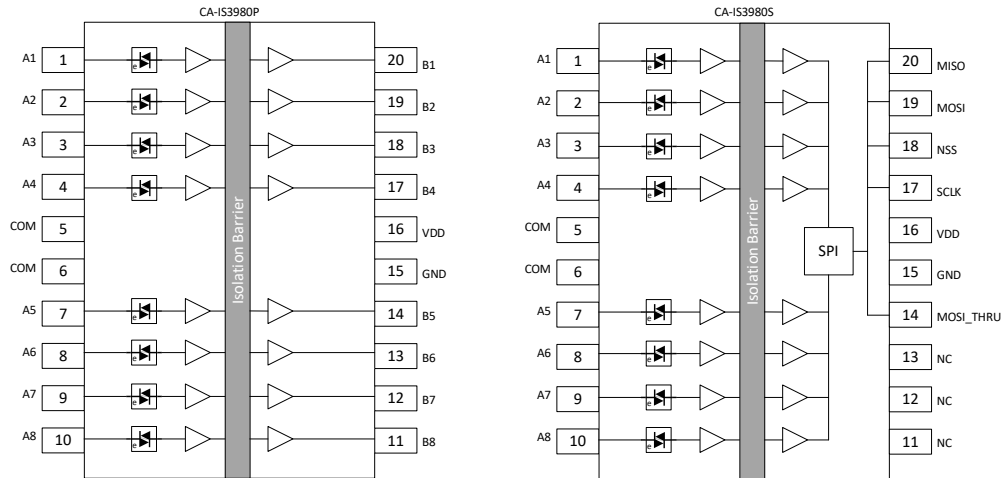 CA-IS3980P
A1 1 e 20 B1
A2 2 e 19 B2
A3 3 e 18 B3
A4 4 e 17 B4
COM 5 16 VDD
COM 6 15 GND
A5 7 e 14 B5
A6 8 e 13 B6
A7 9 e 12 B7
A8 10 e 11 B8
Isolation Barrier
CA-IS3980S
A1 1 e 20 MISO
A2 2 e 19 MOSI
A3 3 e 18 NSS
A4 4 e 17 SCLK
COM 5 16 VDD
SPI
COM 6 15 GND
A5 7 e 14 MOSI_THRU
A6 8 e 13 NC
A7 9 e 12 NC
A8 10 e 11 NC
Isolation Barrier